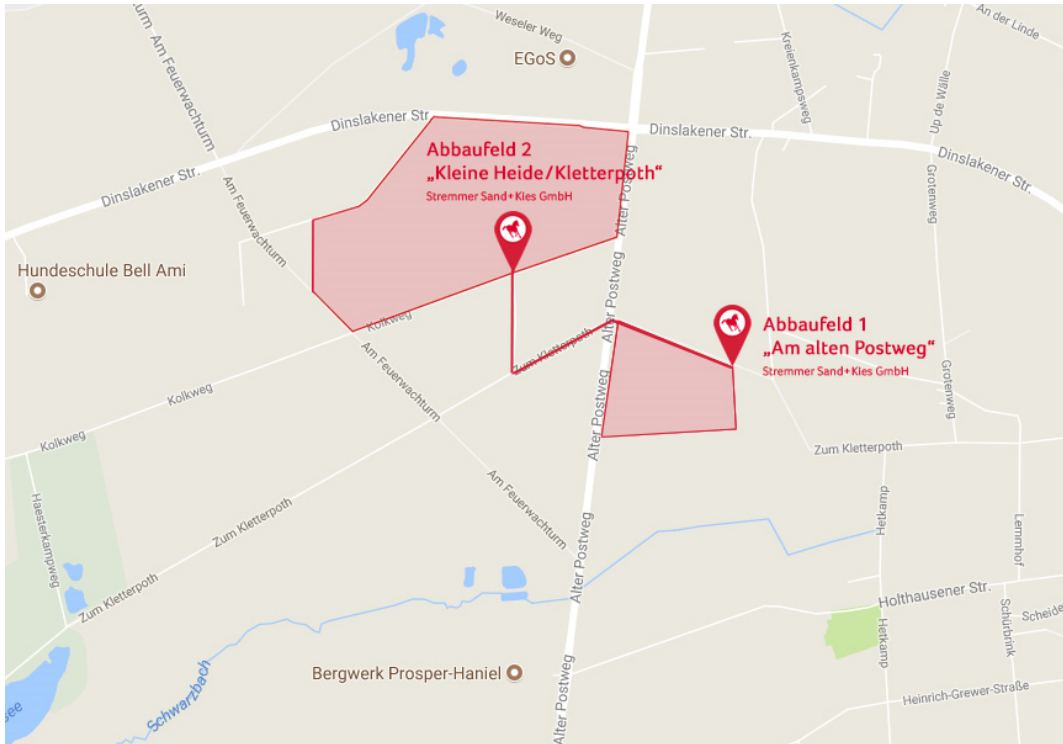 Weseler Weg
An der Linde
EGoS
Kreienkampsweg
Up de Wälle
Am Feuerwachturm
Dinslakener Str.
Dinslakener Str.
Dinslakener Str.
Dinslakener Str.
Abbaufeld 2
„Kleine Heide/Kletterpoth“
Stremmer Sand+Kies GmbH
Alter Postweg
Grotenweg
Am Feuerwachturm
Hundeschule Bell Ami
Alter Postweg
Kolkweg
Zum Kletterpoth
Abbaufeld 1
„Am alten Postweg“
Stremmer Sand+Kies GmbH
Am Feuerwachturm
Kolkweg
Grotenweg
Alter Postweg
Kolkweg
Zum Kletterpoth
Am Feuerwachturm
Haesterkampweg
Zum Kletterpoth
Hetkamp
Lemmhof
Alter Postweg
Zum Kletterpoth
Holthausener Str.
Schürbrink
Scheide
Hetkamp
Bergwerk Prosper-Haniel
Alter Postweg
Schwarzbach
Heinrich-Grewer-Straße
see